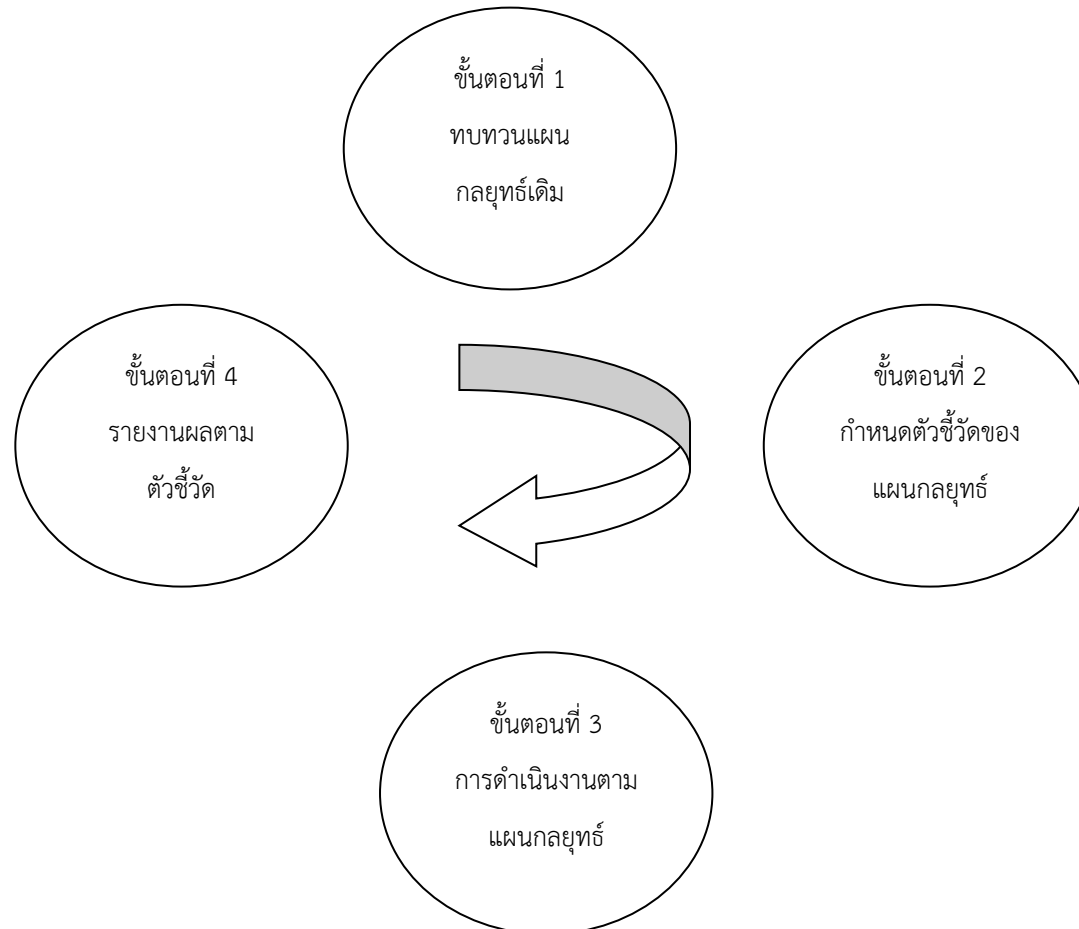 ขั้นตอนที่ 1
ทบทวนแผน
กลยุทธ์เดิม
ขั้นตอนที่ 2
กำหนดตัวชี้วัดของ
แผนกลยุทธ์
ขั้นตอนที่ 3
การดำเนินงานตาม
แผนกลยุทธ์
ขั้นตอนที่ 4
รายงานผลตาม
ตัวชี้วัด